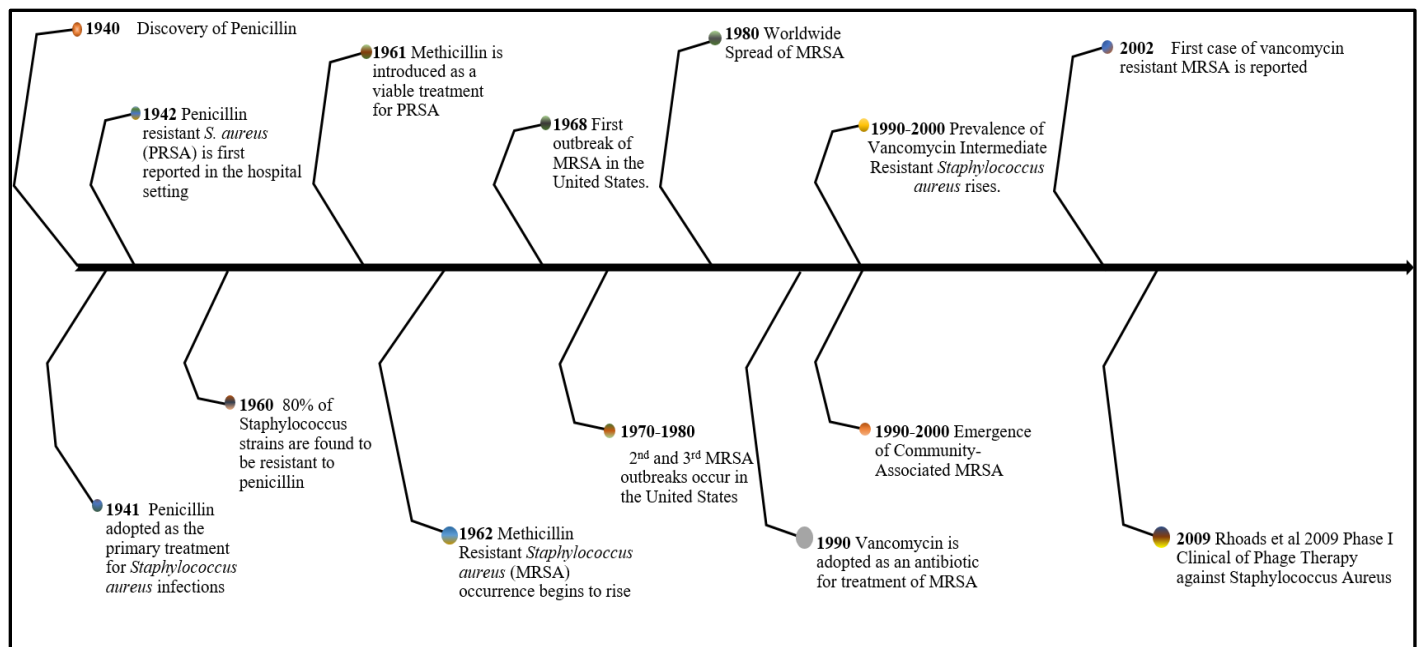 1940 Discovery of Penicillin
1942 Penicillin
resistant S. aureus
(PRSA) is first
reported in the hospital
setting
1961 Methicillin is
introduced as a
viable treatment
for PRSA
1968 First
outbreak of
MRSA in the
United States.
1980 Worldwide
Spread of MRSA
1990-2000 Prevalence of
Vancomycin Intermediate
Resistant Staphylococcus
aureus rises.
2002 First case of vancomycin
resistant MRSA is reported
1941 Penicillin
adopted as the
primary treatment
for Staphylococcus
aureus infections
1960 80% of
Staphylococcus
strains are found to
be resistant to
penicillin
1962 Methicillin
Resistant Staphylococcus
aureus (MRSA)
occurrence begins to rise
1970-1980
2nd and 3rd MRSA
outbreaks occur in
the United States
1990 Vancomycin is
adopted as an antibiotic
for treatment of MRSA
1990-2000 Emergence
of Community-
Associated MRSA
2009 Rhoads et al 2009 Phase I
Clinical of Phage Therapy
against Staphylococcus Aureus